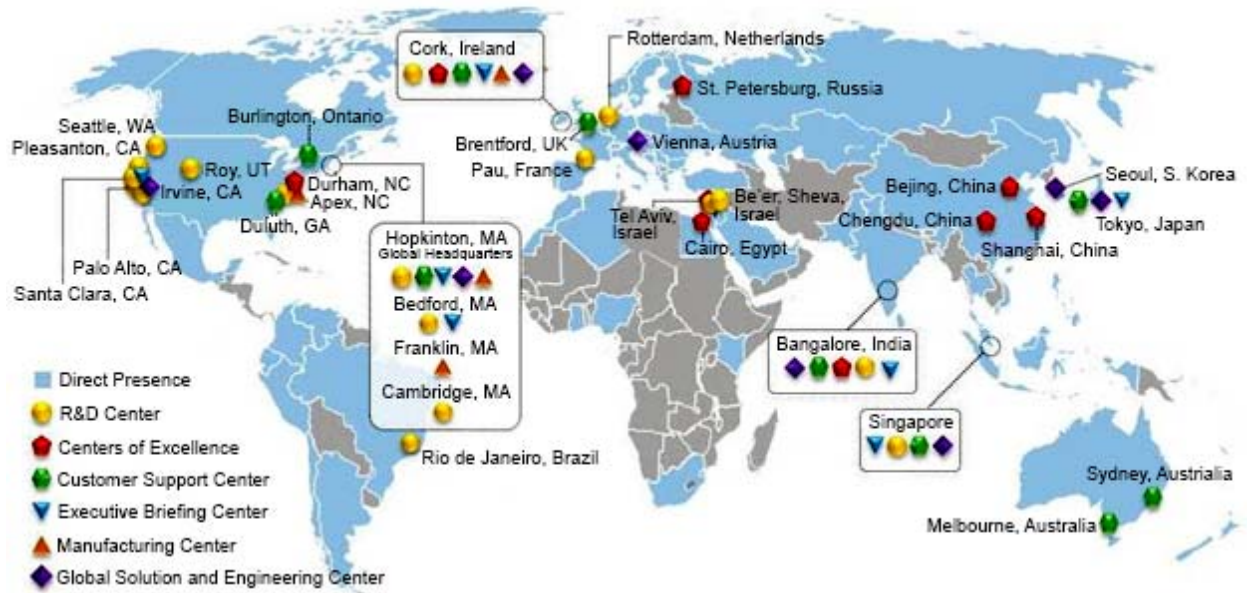 Cork, Ireland
Rotterdam, Netherlands
St. Petersburg, Russia
Seattle, WA
Burlington, Ontario
Pleasanton, CA
Brentford, UK
Vienna, Austria
Pau, France
Roy, UT
Irvine, CA
Durham, NC
Apex, NC
Duluth, GA
Palo Alto, CA
Santa Clara, CA
Tel Aviv,
Israel
Be'er, Sheva,
Israel
Cairo, Egypt
Bejing, China
Chengdu, China
Shanghai, China
Seoul, S. Korea
Tokyo, Japan
Hopkinton, MA
Global Headquarters
Bedford, MA
Franklin, MA
Cambridge, MA
Rio de Janeiro, Brazil
Bangalore, India
Singapore
Sydney, Austrialia
Melbourne, Australia
Direct Presence
R&D Center
Centers of Excellence
Customer Support Center
Executive Briefing Center
Manufacturing Center
Global Solution and Engineering Center